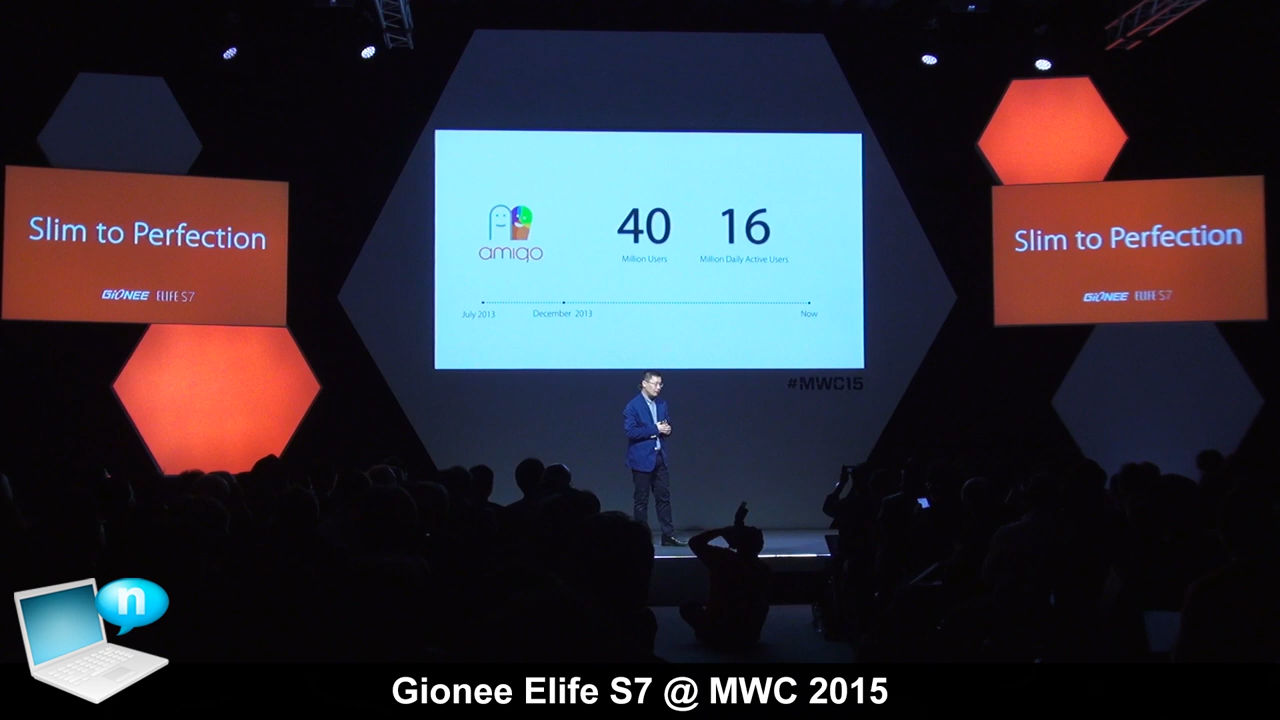 Slim to Perfection
GIONEE ELIFE S7
amigo
40
Million Users
16
Million Daily Active Users
July 2013
December 2013
Now
#MWC15
Slim to Perfection
GIONEE ELIFE S7
n
Gionee Elife S7 @ MWC 2015